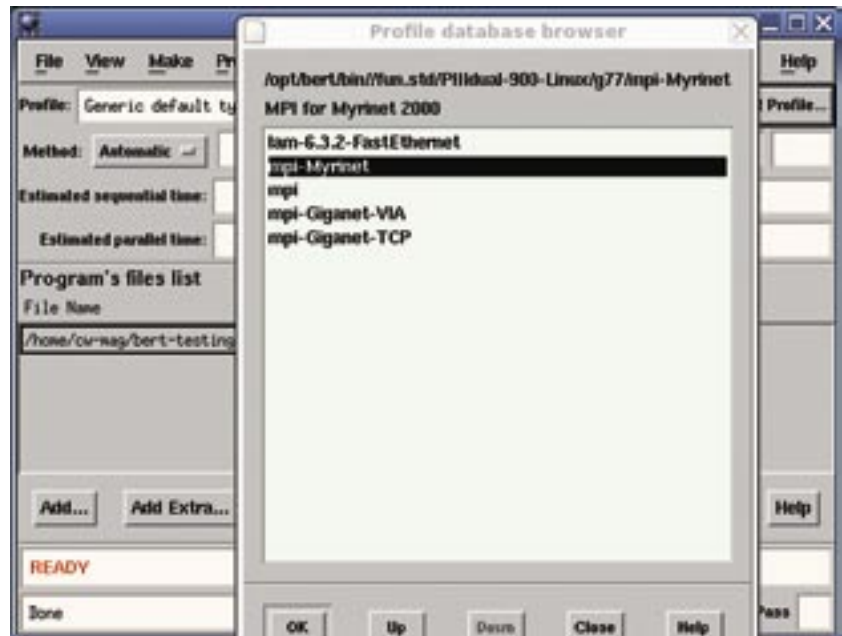 Profile database browser
File View Make Pr
Help
/opt/bert/bin//fun.std/PIIIdual-900-Linux/g77/mpi-Myrinet
MPI for Myrinet 2000
Profile: Generic default ty
Profile...
lam-6.3.2-FastEthernet
mpi-Myrinet
mpi
mpi-Giganet-VIA
mpi-Giganet-TCP
Method: Automatic
Estimated sequential time:
Estimated parallel time:
Program's files list
File Name
/home/cw-mag/bert-testing
Add... Add Extra...
Help
READY
Done
Pass
OK Up Down Close Help